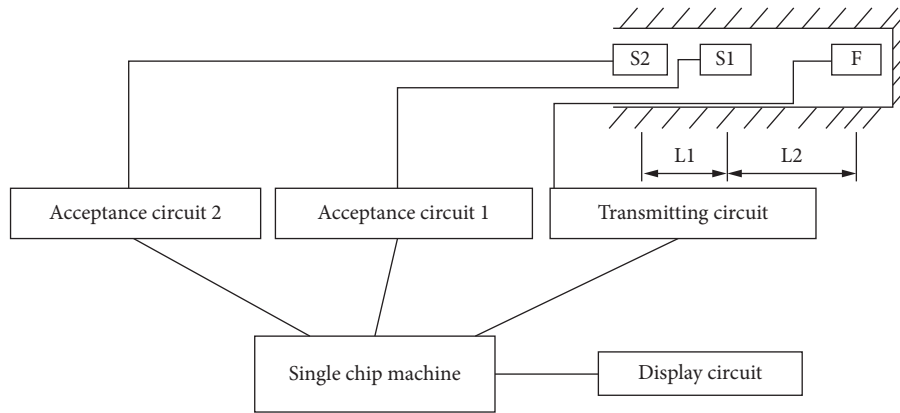 S2
S1
F
L1
L2
Acceptance circuit 2
Acceptance circuit 1
Transmitting circuit
Single chip machine
Display circuit